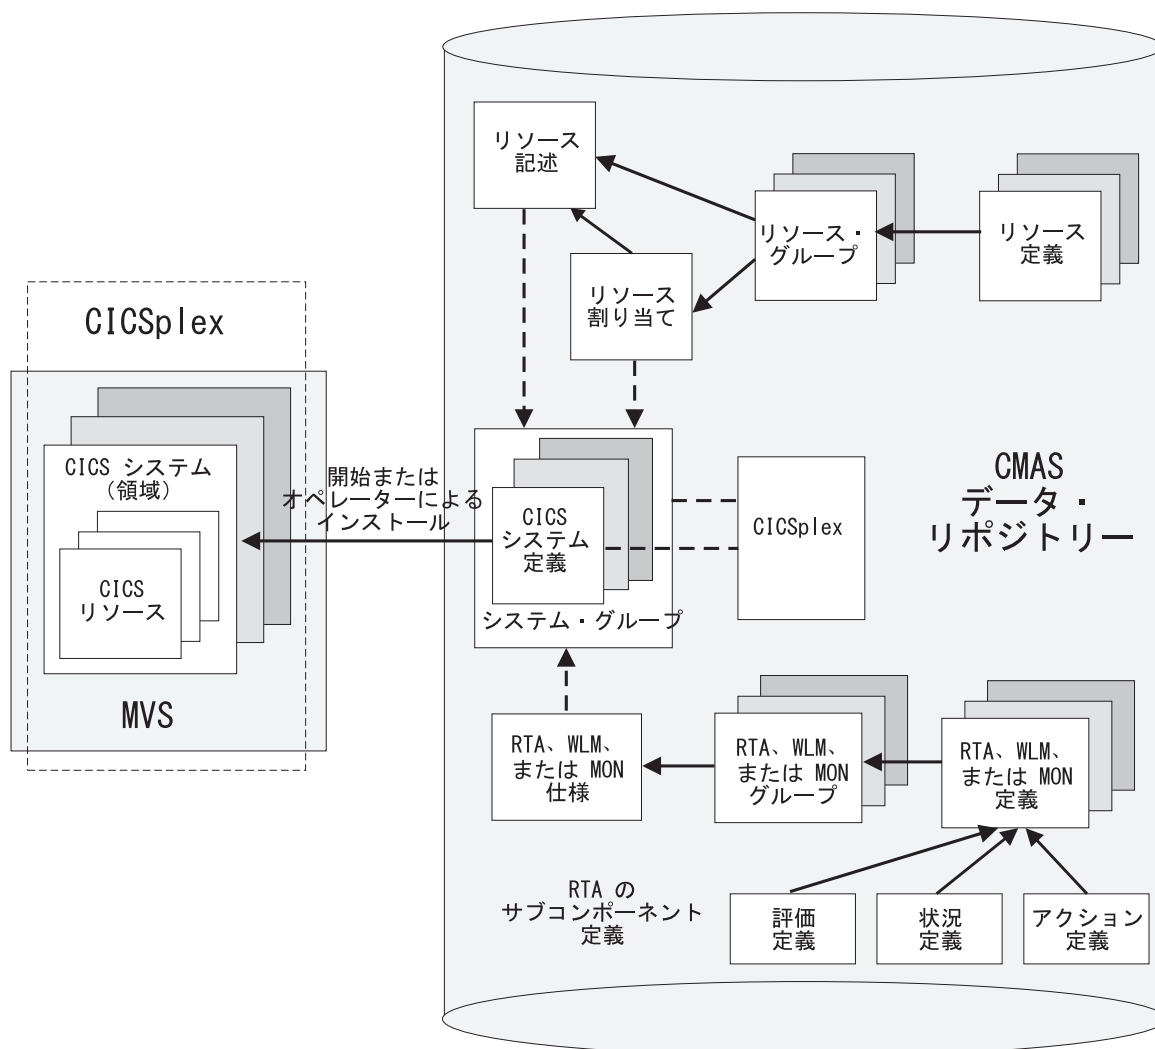 リソース
記述
リソース・
グループ
リソース
定義
リソース
割り当て
CICSplex
CICS システム
（領域）
CICS
リソース
MVS
開始または
オペレーターによる
インストール
CICS
システム
定義
システム・グループ
CICSplex
CMAS
データ・
リポジトリー
RTA、WLM、
または MON
仕様
RTA、WLM、
または MON
グループ
RTA、WLM、
または MON
定義
RTA の
サブコンポーネント
定義
評価
定義
状況
定義
アクション
定義